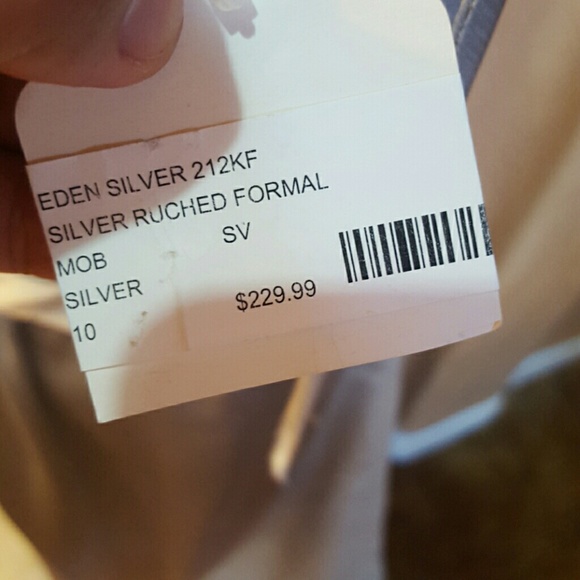 EDEN SILVER 212KF
SILVER RUCHED FORMAL
MOB SV
SILVER
10 $229.99